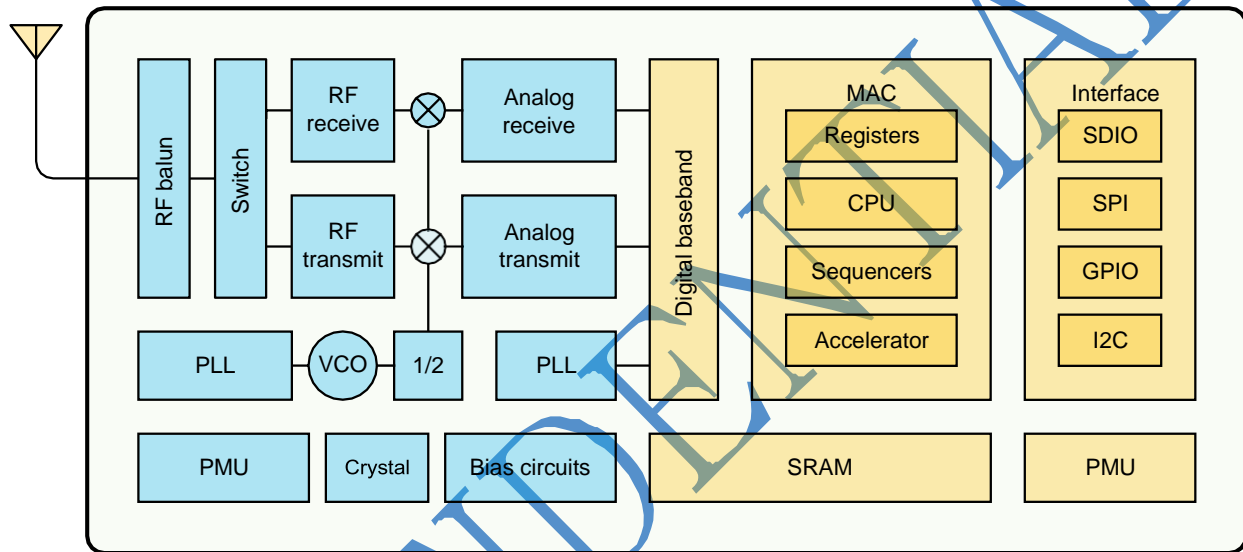 RF balun
Switch
RF
receive
Analog
receive
RF
transmit
Analog
transmit
Digital baseband
MAC
Registers
CPU
Sequencers
Accelerator
Interface
SDIO
SPI
GPIO
I2C
PLL
VCO
1/2
PLL
PMU
Crystal
Bias circuits
SRAM
PMU